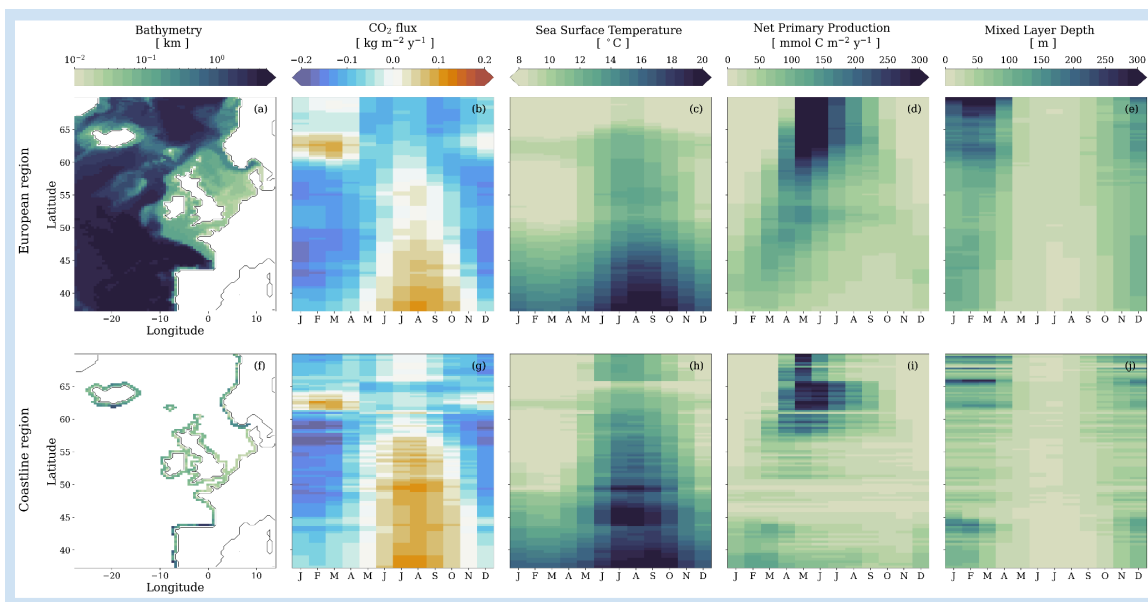 Bathymetry
[ km ]
CO₂ flux
[ kg m⁻² y⁻¹ ]
Sea Surface Temperature
[ °C ]
Net Primary Production
[ mmol C m⁻² y⁻¹ ]
Mixed Layer Depth
[ m ]
10⁻² 10⁻¹ 10⁰
−0.2 −0.1 0.0 0.1 0.2
8 10 12 14 16 18 20
0 50 100 150 200 250 300
0 50 100 150 200 250 300
European region
Latitude
65
60
55
50
45
40
(a)
(b)
(c)
(d)
(e)
−20 −10 0 10
Longitude
J F M A M J J A S O N D
J F M A M J J A S O N D
J F M A M J J A S O N D
J F M A M J J A S O N D
Coastline region
Latitude
65
60
55
50
45
40
(f)
(g)
(h)
(i)
(j)
−20 −10 0 10
Longitude
J F M A M J J A S O N D
J F M A M J J A S O N D
J F M A M J J A S O N D
J F M A M J J A S O N D